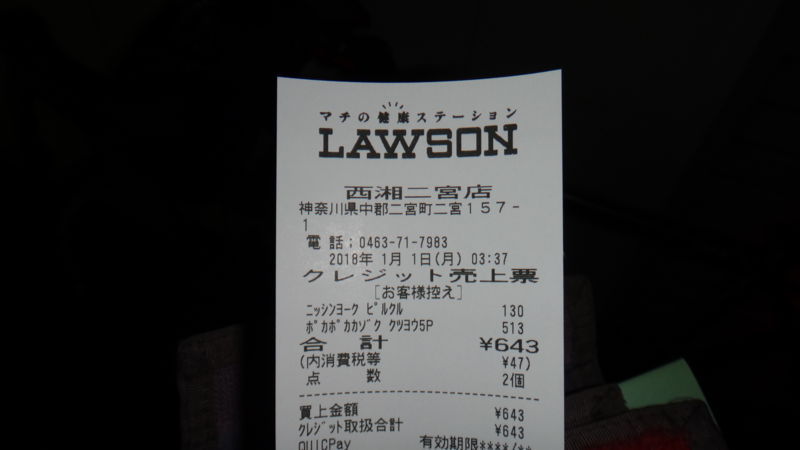 マチの健康ステーション
LAWSON
西湘二宮店
神奈川県中郡二宮町二宮157-
1
電話:0463-71-7983
2018年 1月 1日(月) 03:37
クレジット売上票
[お客様控え]
ニッシンヨーク ピルクル 130
ポカポカカゾク クツヨウ5P 513
合計 ¥643
(内消費税等 ¥47)
点数 2個
買上金額 ¥643
クレジット取扱合計 ¥643
QUICPay 有効期限****/**